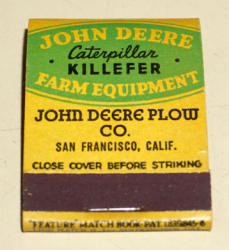 JOHN DEERE
Caterpillar
• KILLEFER •
FARM EQUIPMENT
JOHN DEERE PLOW
CO.
SAN FRANCISCO, CALIF.
CLOSE COVER BEFORE STRIKING
"FEATURE" MATCH BOOK-PAT.